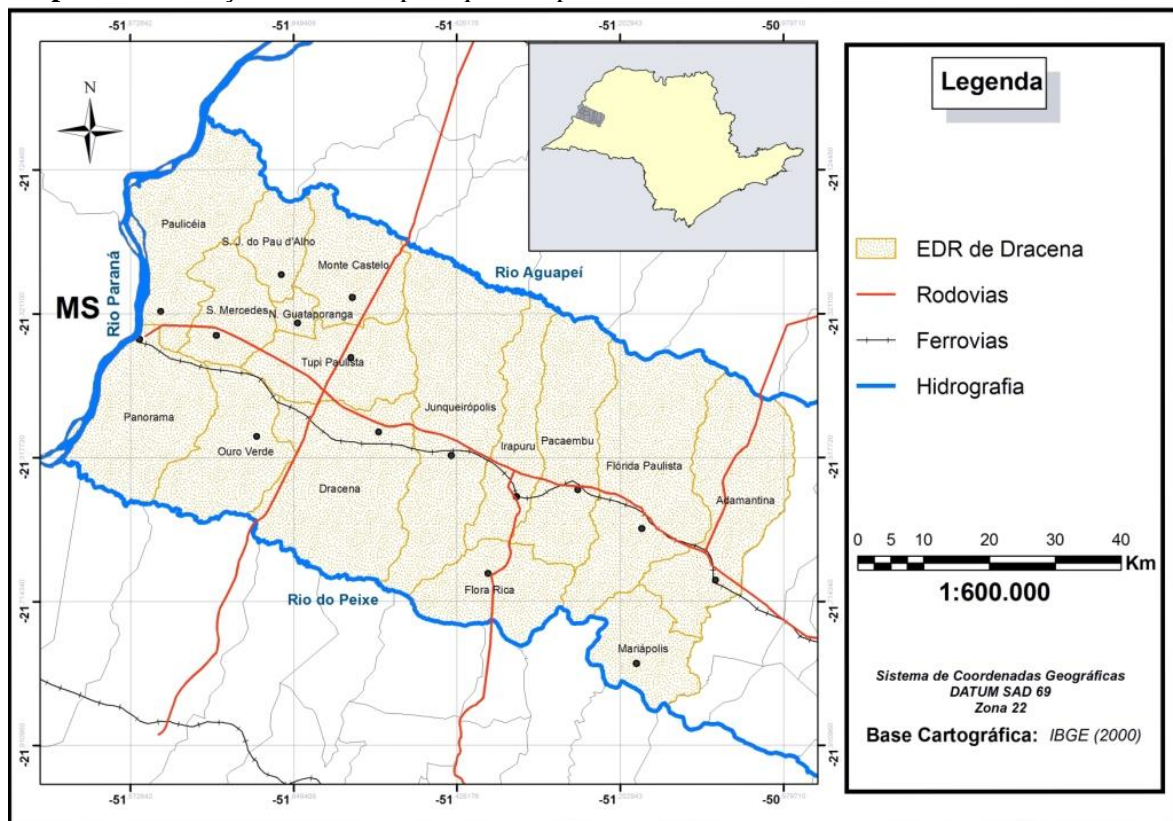 -51
-51
-51
-51
-50
N
Legenda
-21
Paulicéia
S. J. do Pau d'Alho
Monte Castelo
Rio Aguapeí
EDR de Dracena
MS
Rio Paraná
S. Mercedes
N. Guataporanga
-21
-21
Rodovias
Tupi Paulista
Ferrovias
Panorama
Junqueirópolis
Hidrografia
Ouro Verde
Irapuru
Pacaembu
Flórida Paulista
-21
-21
Dracena
Adamantina
0 5 10 20 30 40
Km
1:600.000
Flora Rica
Rio do Peixe
-21
-21
Mariápolis
Sistema de Coordenadas Geográficas
DATUM SAD 69
Zona 22
Base Cartográfica: IBGE (2000)
-21
-21
-51
-51
-51
-51
-50